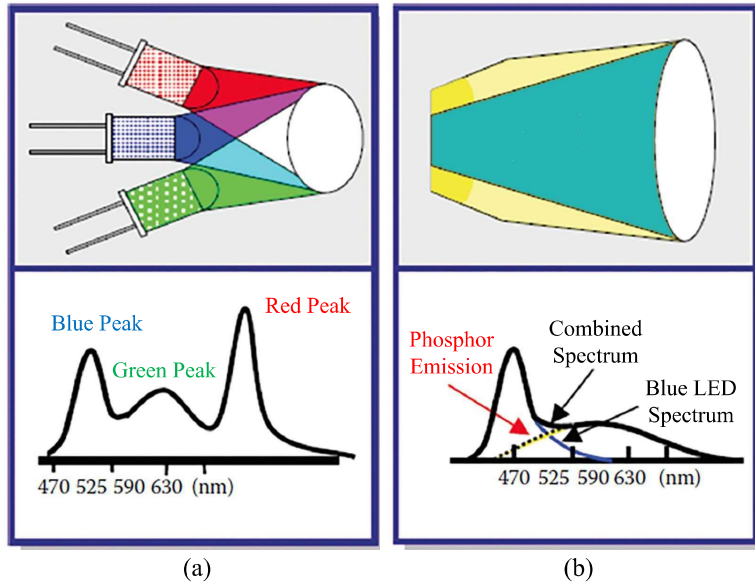 Blue Peak
Green Peak
Red Peak
470 525 590 630 (nm)
(a)
Phosphor
Emission
Combined
Spectrum
Blue LED
Spectrum
470 525 590 630 (nm)
(b)